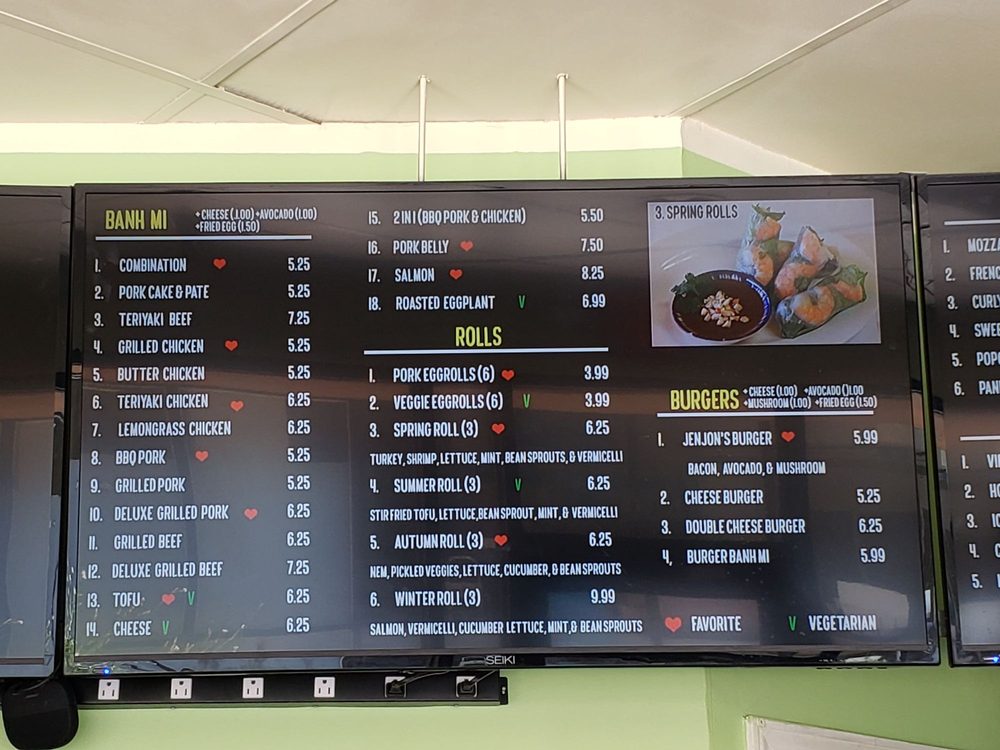 BANH MI
+CHEESE (1.00) +AVOCADO (1.00)
+FRIED EGG (1.50)
1. COMBINATION ❤ 5.25
2. PORK CAKE & PATE 5.25
3. TERIYAKI BEEF 7.25
4. GRILLED CHICKEN ❤ 5.25
5. BUTTER CHICKEN 5.25
6. TERIYAKI CHICKEN ❤ 6.25
7. LEMONGRASS CHICKEN 6.25
8. BBQ PORK ❤ 5.25
9. GRILLED PORK 5.25
10. DELUXE GRILLED PORK ❤ 6.25
11. GRILLED BEEF 6.25
12. DELUXE GRILLED BEEF 7.25
13. TOFU ❤ V 6.25
14. CHEESE V 6.25
15. 2 IN 1 (BBQ PORK & CHICKEN) 5.50
16. PORK BELLY ❤ 7.50
17. SALMON ❤ 8.25
18. ROASTED EGGPLANT V 6.99
ROLLS
1. PORK EGGROLLS (6) ❤ 3.99
2. VEGGIE EGGROLLS (6) V 3.99
3. SPRING ROLL (3) ❤ 6.25
TURKEY, SHRIMP, LETTUCE, MINT, BEAN SPROUTS, & VERMICELLI
4. SUMMER ROLL (3) V 6.25
STIR FRIED TOFU, LETTUCE, BEAN SPROUT, MINT, & VERMICELLI
5. AUTUMN ROLL (3) ❤ 6.25
NEM, PICKLED VEGGIES, LETTUCE, CUCUMBER, & BEAN SPROUTS
6. WINTER ROLL (3) 9.99
SALMON, VERMICELLI, CUCUMBER LETTUCE, MINT, & BEAN SPROUTS
3. SPRING ROLLS
BURGERS
+CHEESE (1.00) +AVOCADO (1.00
+MUSHROOM (1.00) +FRIED EGG (1.50)
1. JENJON'S BURGER ❤ 5.99
BACON, AVOCADO, & MUSHROOM
2. CHEESE BURGER 5.25
3. DOUBLE CHEESE BURGER 6.25
4, BURGER BANH MI 5.99
❤ FAVORITE V VEGETARIAN
SEIKI
1.
2.
3.
4.
5.
6.
1.
2.
3.
4.
5.